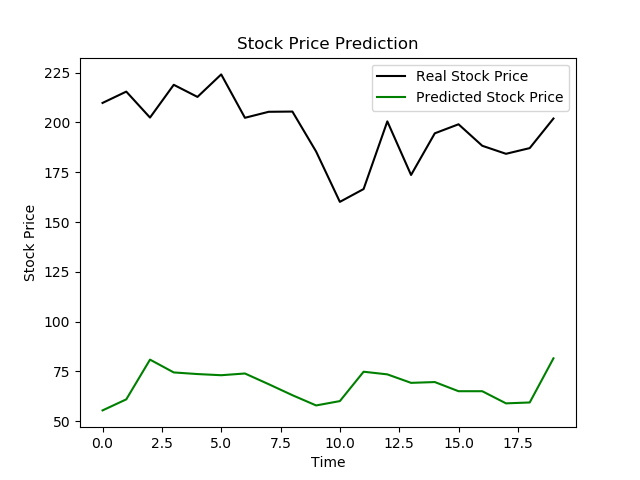 Stock Price Prediction
Real Stock Price
Predicted Stock Price
Stock Price
225
200
175
150
125
100
75
50
0.0 2.5 5.0 7.5 10.0 12.5 15.0 17.5
Time